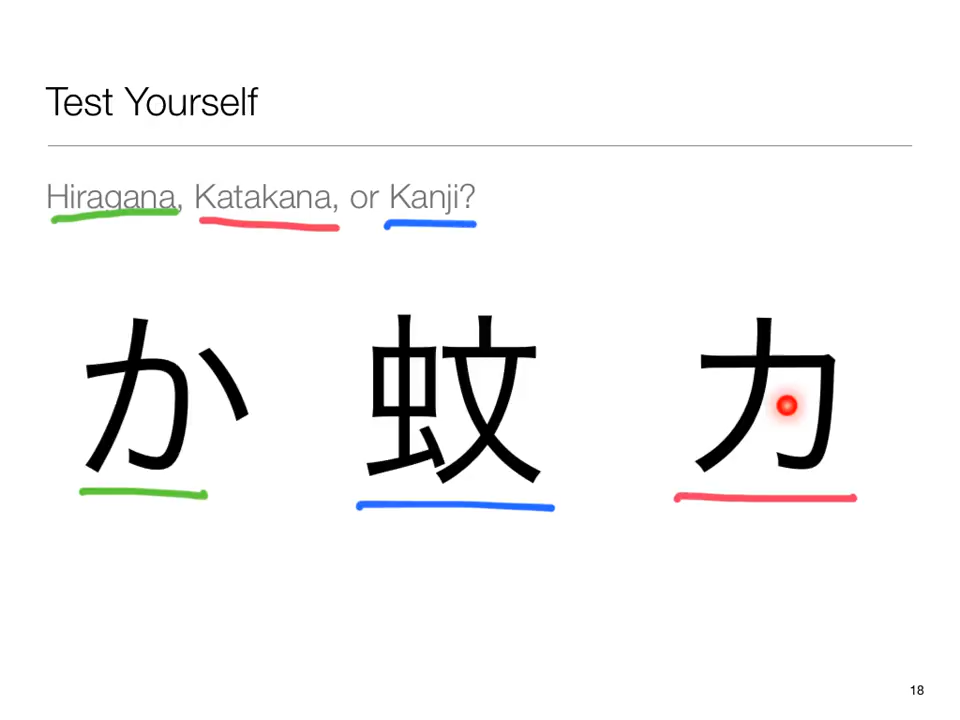 Test Yourself
Hiragana, Katakana, or Kanji?
か 蚊 カ
18